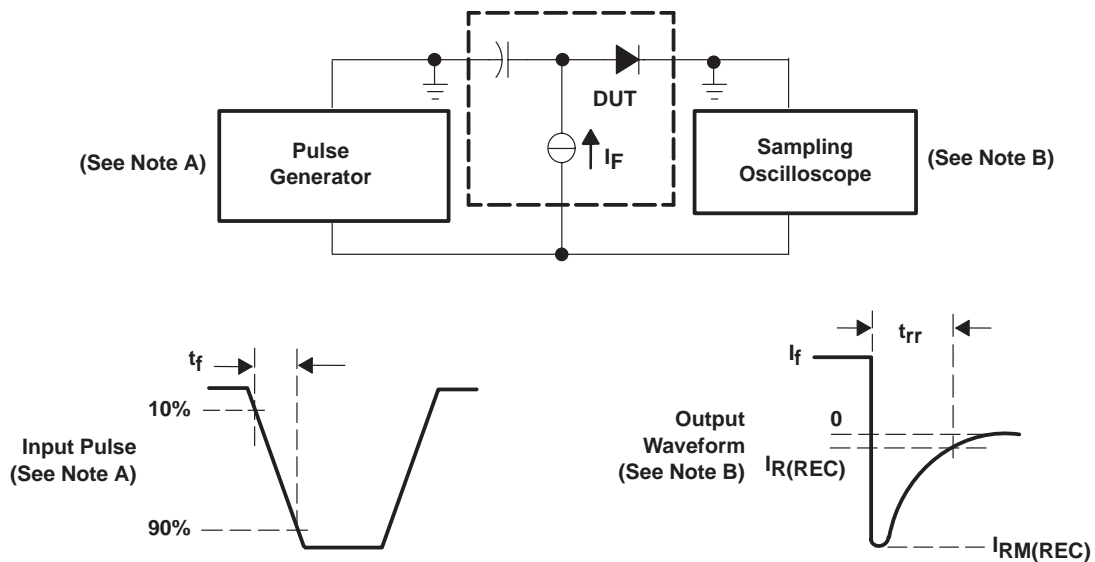 DUT
(See Note A)
Pulse
Generator
IF
Sampling
Oscilloscope
(See Note B)
tf
10%
Input Pulse
(See Note A)
90%
trr
If
Output
Waveform
(See Note B)
0
IR(REC)
IRM(REC)